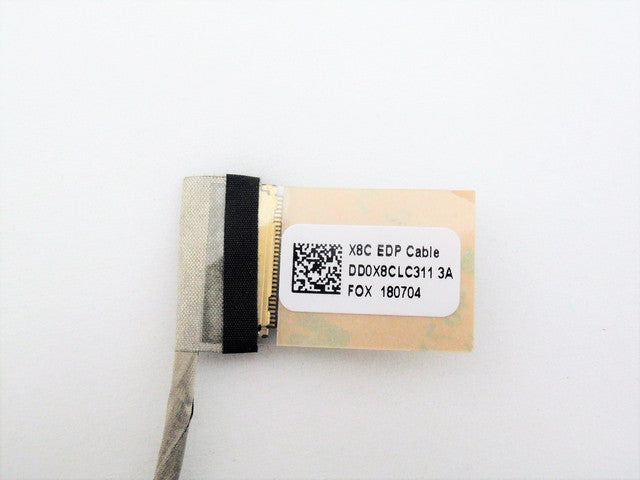 X8C EDP Cable
DD0X8CLC311 3A
FOX 180704